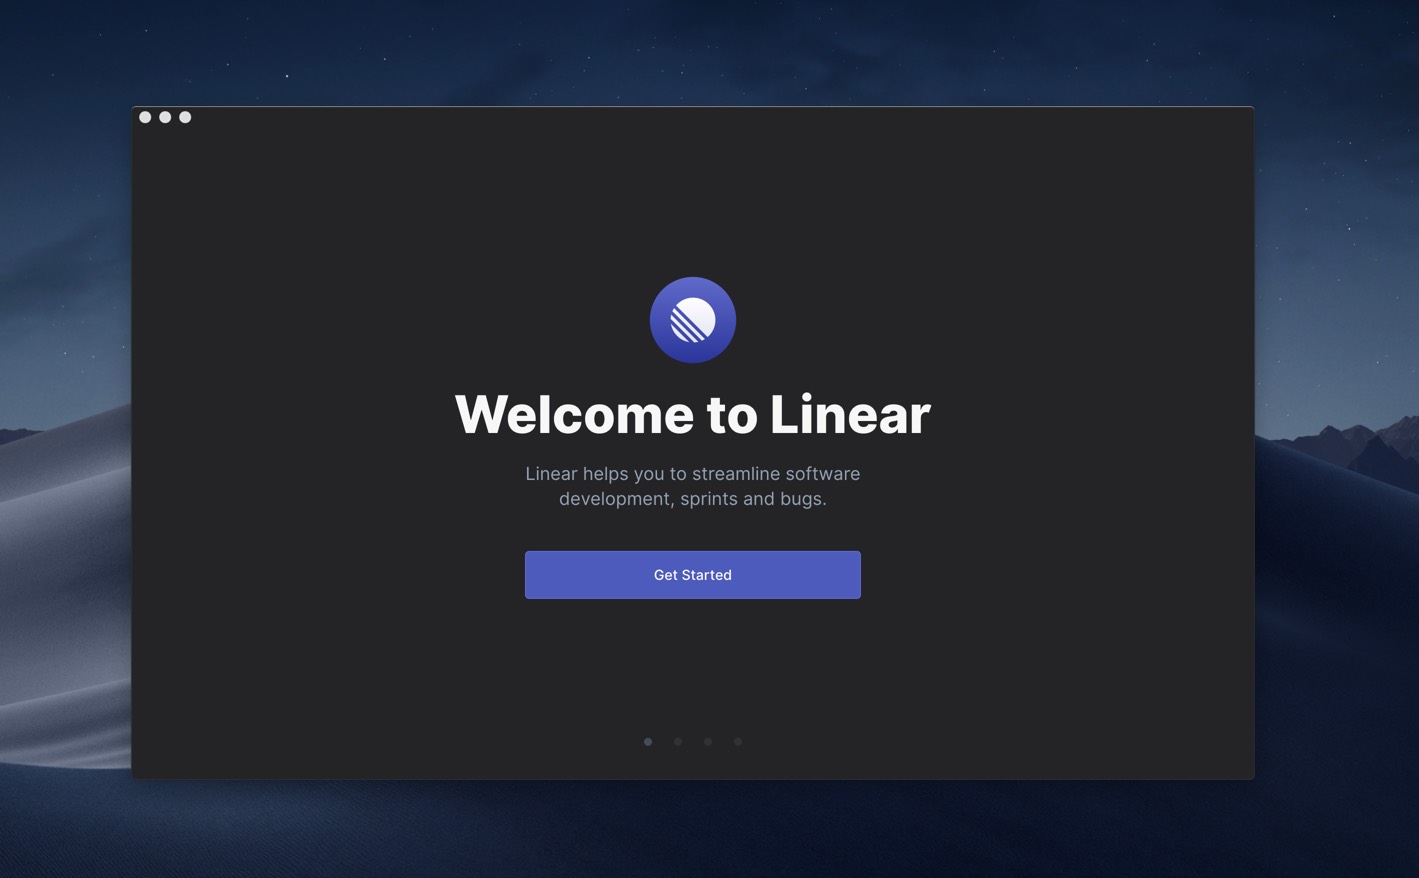 Welcome to Linear
Linear helps you to streamline software
development, sprints and bugs.
Get Started